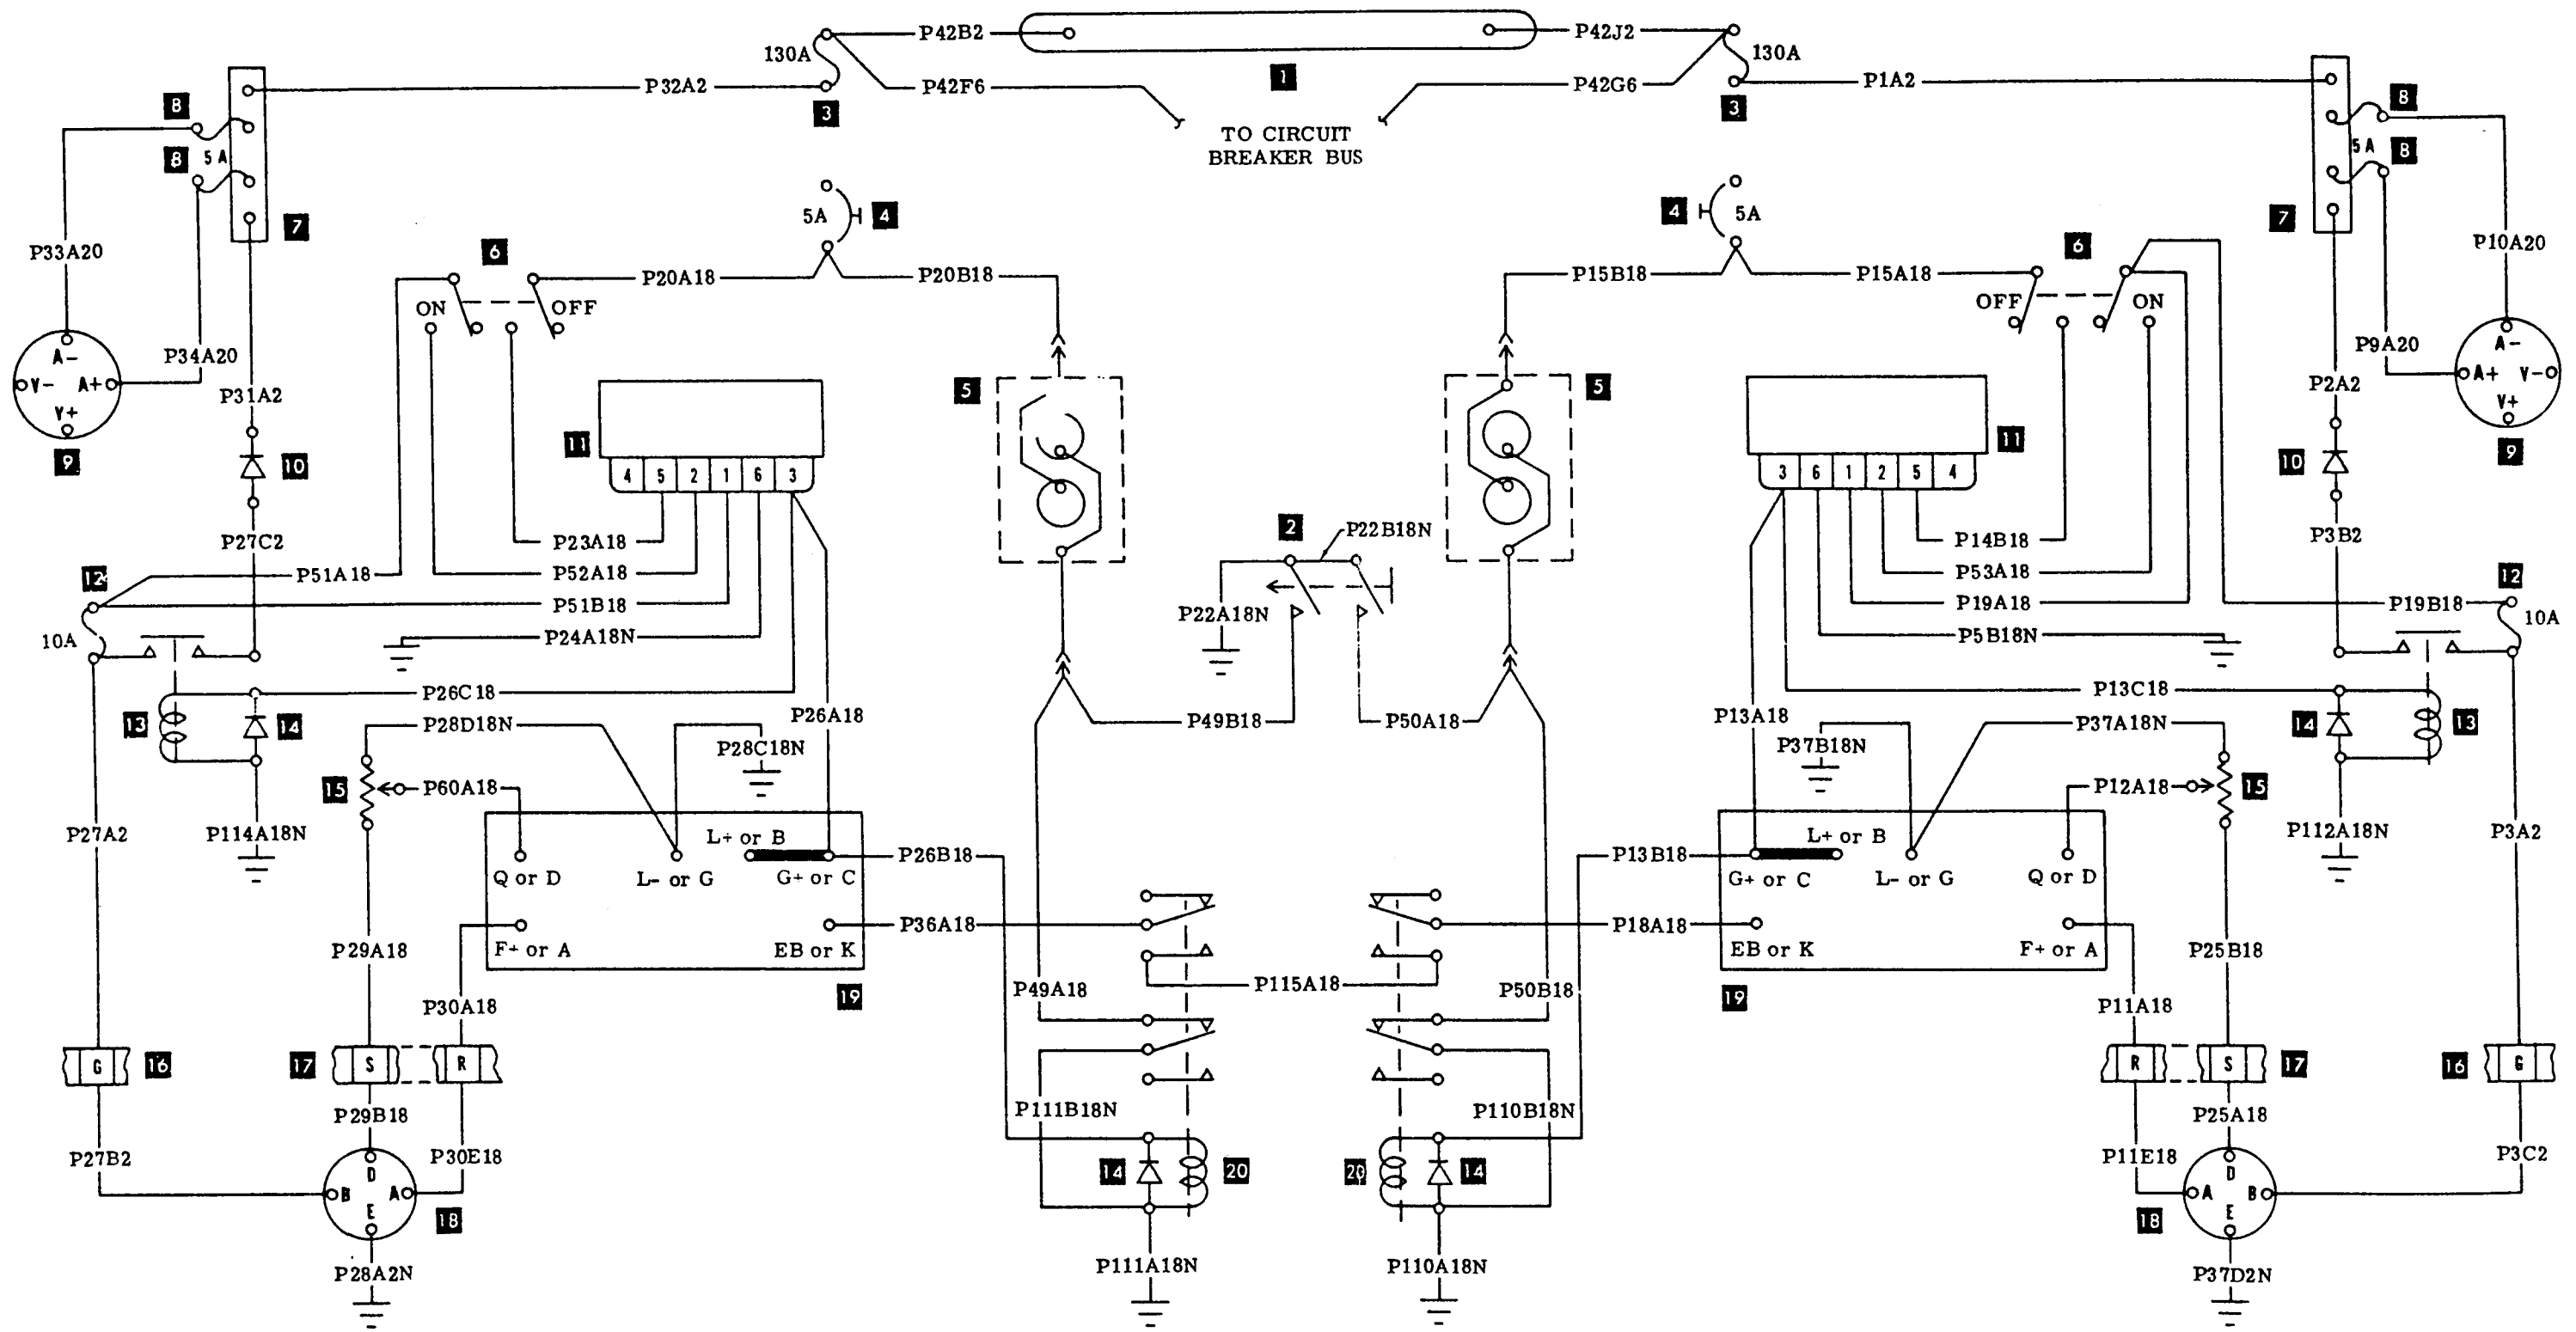 P42B2
P42J2
130A
130A
P32A2
P42F6
1
P42G6
P1A2
3
3
8
8
TO CIRCUIT
BREAKER BUS
8
5 A
5 A
8
7
5A
4
4
5A
7
P33A20
6
P20A18
P20B18
P15B18
P15A18
6
P10A20
ON
OFF
OFF
ON
A-
V-
A+
V+
P34A20
P9A20
A-
A+
V-
V+
P31A2
P2A2
5
5
9
10
11
4 5 2 1 6 3
3 6 1 2 5 4
11
10
9
P27C2
P23A18
2
P22B18N
P14B18
P3B2
12
P51A18
P52A18
P53A18
12
P51B18
P22A18N
P19A18
P19B18
10A
P24A18N
P5B18N
10A
P26C18
P13C18
13
14
P28D18N
P26A18
P49B18
P50A18
P13A18
P37A18N
14
13
P28C18N
P37B18N
15
P60A18
P12A18
15
P27A2
P114A18N
L+ or B
L+ or B
P112A18N
P3A2
P26B18
P13B18
Q or D
L- or G
G+ or C
G+ or C
L- or G
Q or D
P36A18
P18A18
P29A18
F+ or A
EB or K
EB or K
F+ or A
P25B18
P30A18
19
P49A18
P115A18
P50B18
19
P11A18
G
16
17
S
R
R
S
17
16
G
P29B18
P111B18N
P110B18N
P25A18
P27B2
P30E18
14
20
20
14
P11E18
P3C2
D
B
A
E
18
18
D
A
B
E
P28A2N
P111A18N
P110A18N
P37D2N